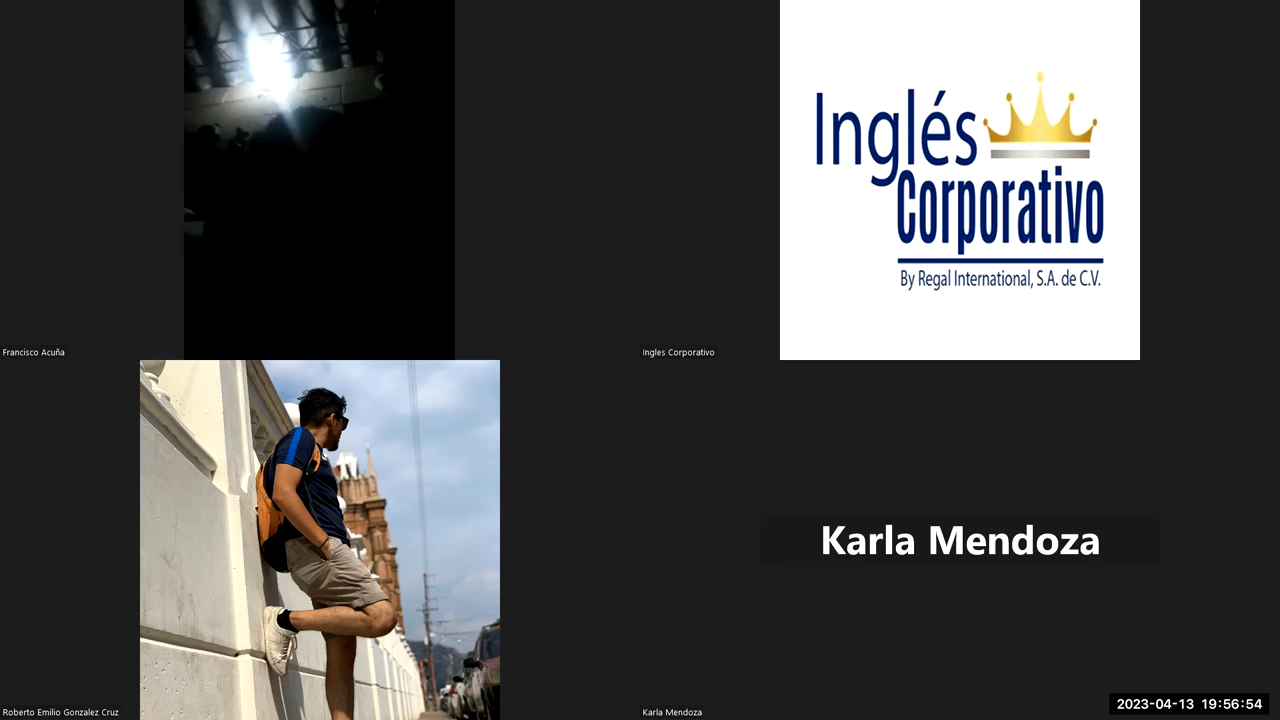 Inglés
Corporativo
By Regal International, S.A. de C.V.
Francisco Acuña
Ingles Corporativo
Karla Mendoza
Roberto Emilio Gonzalez Cruz
Karla Mendoza
2023-04-13 19:56:54